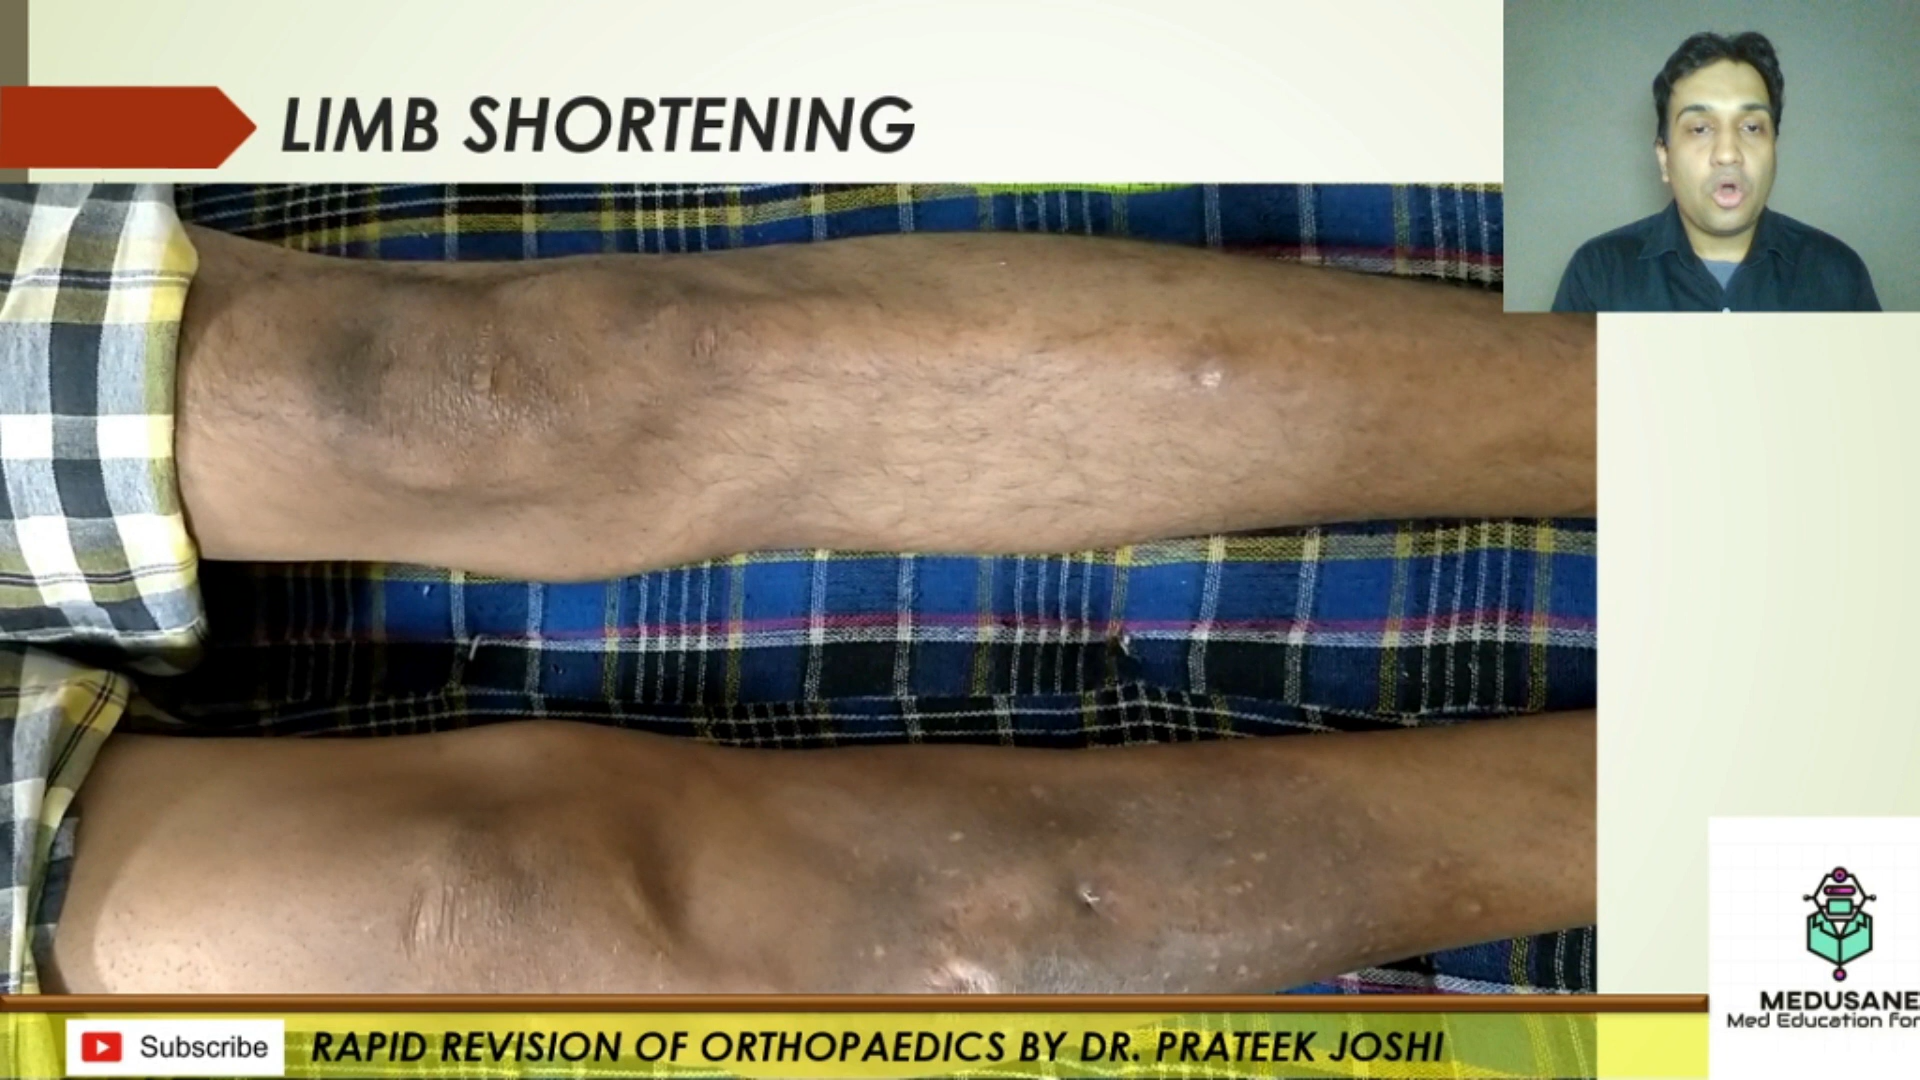 LIMB SHORTENING
MEDUSANE
Med Education For
Subscribe
RAPID REVISION OF ORTHOPAEDICS BY DR. PRATEEK JOSHI